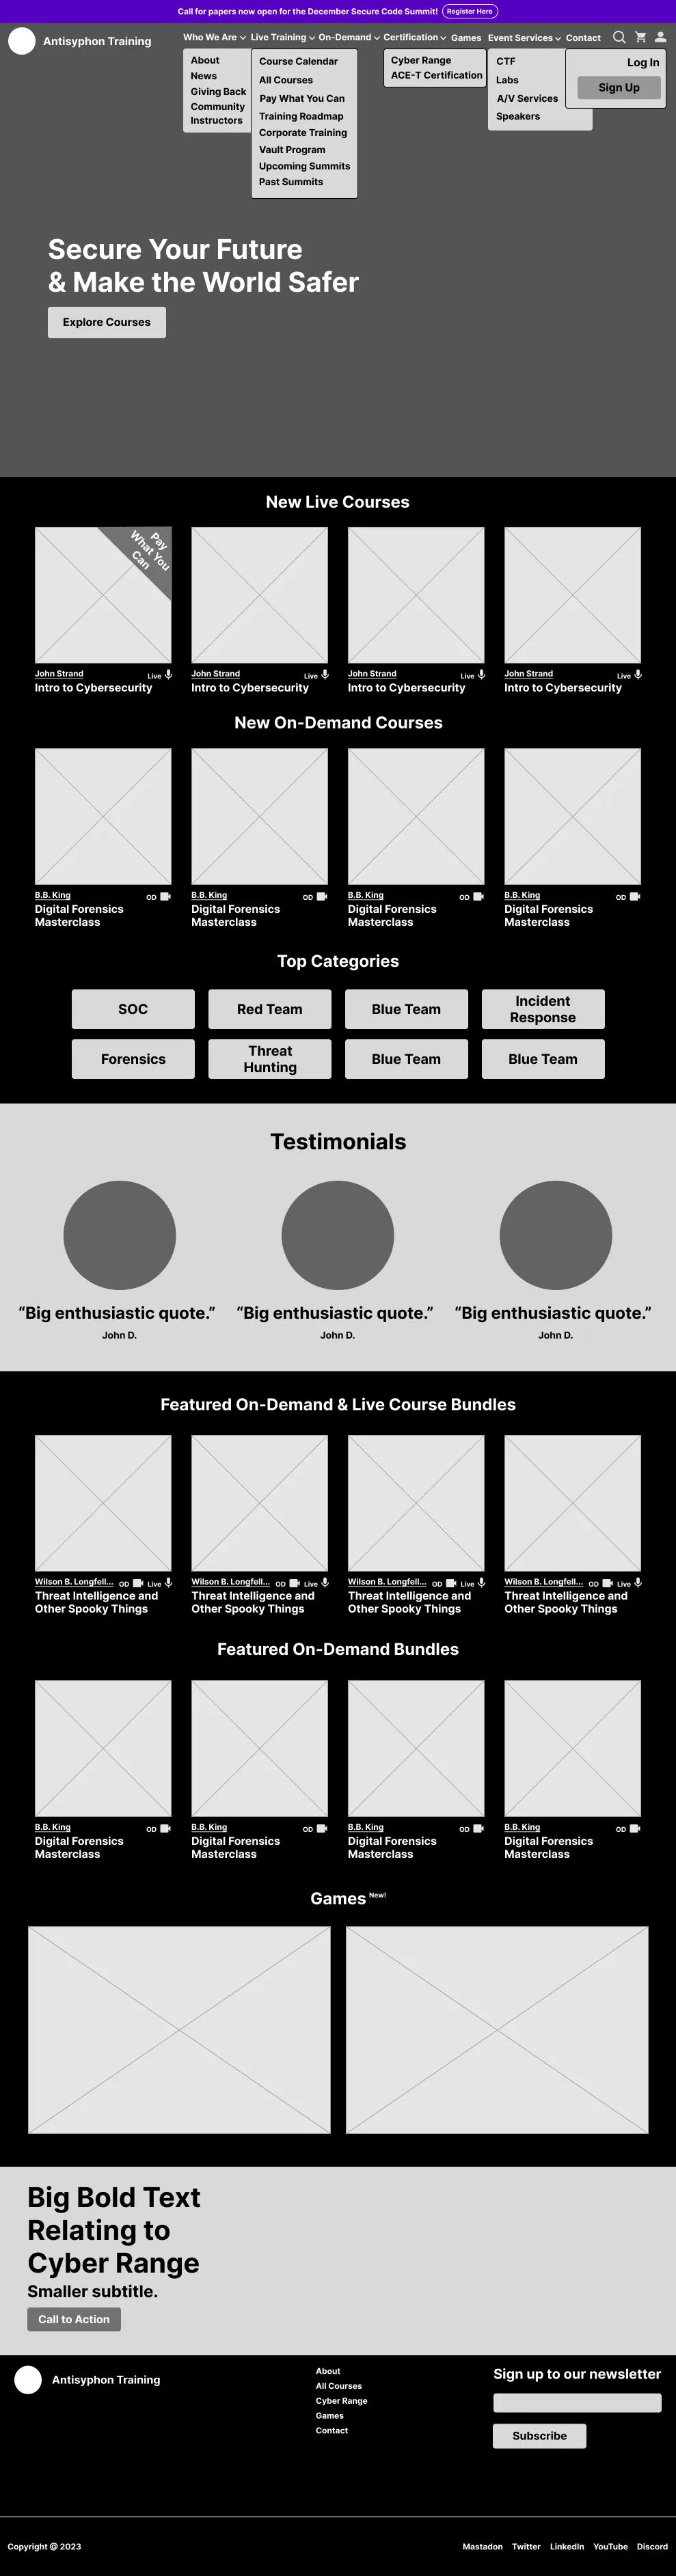 Call for papers now open for the December Secure Code Summit! Register Here
Antisyphon Training
Who We Are Live Training On-Demand Certification Games Event Services Contact
About
News
Giving Back
Community
Instructors
Course Calendar
All Courses
Pay What You Can
Training Roadmap
Corporate Training
Vault Program
Upcoming Summits
Past Summits
Cyber Range
ACE-T Certification
CTF
Labs
A/V Services
Speakers
Log In
Sign Up
Secure Your Future
& Make the World Safer
Explore Courses
New Live Courses
Pay
What You
Can
John Strand Live
Intro to Cybersecurity
John Strand Live
Intro to Cybersecurity
John Strand Live
Intro to Cybersecurity
John Strand Live
Intro to Cybersecurity
New On-Demand Courses
B.B. King OD
Digital Forensics
Masterclass
B.B. King OD
Digital Forensics
Masterclass
B.B. King OD
Digital Forensics
Masterclass
B.B. King OD
Digital Forensics
Masterclass
Top Categories
SOC
Red Team
Blue Team
Incident
Response
Forensics
Threat
Hunting
Blue Team
Blue Team
Testimonials
“Big enthusiastic quote.”
John D.
“Big enthusiastic quote.”
John D.
“Big enthusiastic quote.”
John D.
Featured On-Demand & Live Course Bundles
Wilson B. Longfell... OD Live
Threat Intelligence and
Other Spooky Things
Wilson B. Longfell... OD Live
Threat Intelligence and
Other Spooky Things
Wilson B. Longfell... OD Live
Threat Intelligence and
Other Spooky Things
Wilson B. Longfell... OD Live
Threat Intelligence and
Other Spooky Things
Featured On-Demand Bundles
B.B. King OD
Digital Forensics
Masterclass
B.B. King OD
Digital Forensics
Masterclass
B.B. King OD
Digital Forensics
Masterclass
B.B. King OD
Digital Forensics
Masterclass
Games New!
Big Bold Text
Relating to
Cyber Range
Smaller subtitle.
Call to Action
Antisyphon Training
About
All Courses
Cyber Range
Games
Contact
Sign up to our newsletter
Subscribe
Copyright @ 2023
Mastadon Twitter LinkedIn YouTube Discord